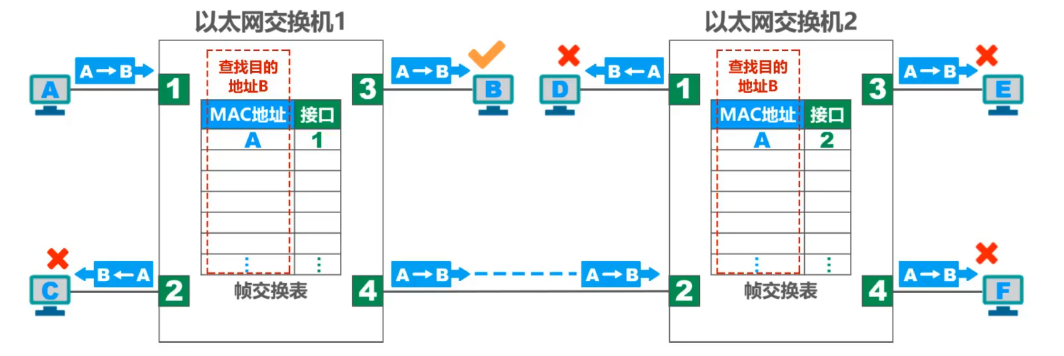 以太网交换机1
以太网交换机2
A→B
1
查找目的
地址B
MAC地址 接口
A 1
⋮ ⋮
帧交换表
3
A→B
A
B
C
B←A
2
4
A→B
A→B
D
B←A
1
查找目的
地址B
MAC地址 接口
A 2
⋮ ⋮
帧交换表
2
3
A→B
E
4
A→B
F